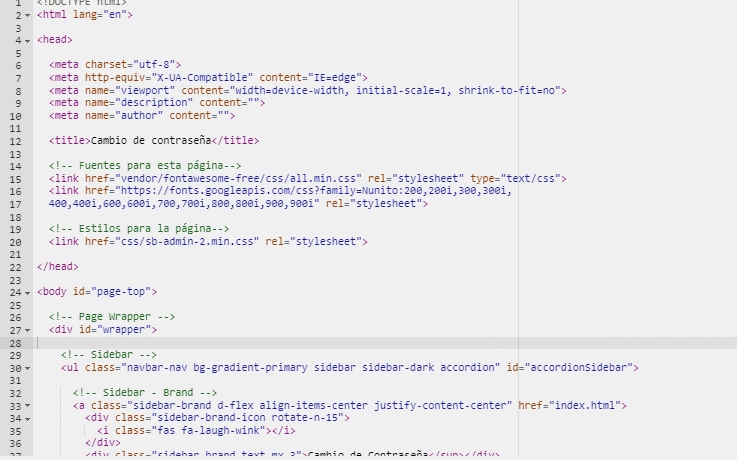 1 <!DOCTYPE html>
2 <html lang="en">
3
4 <head>
5
6 <meta charset="utf-8">
7 <meta http-equiv="X-UA-Compatible" content="IE=edge">
8 <meta name="viewport" content="width=device-width, initial-scale=1, shrink-to-fit=no">
9 <meta name="description" content="">
10 <meta name="author" content="">
11
12 <title>Cambio de contraseña</title>
13
14 <!-- Fuentes para esta página-->
15 <link href="vendor/fontawesome-free/css/all.min.css" rel="stylesheet" type="text/css">
16 <link href="https://fonts.googleapis.com/css?family=Nunito:200,200i,300,300i,
17 400,400i,600,600i,700,700i,800,800i,900,900i" rel="stylesheet">
18
19 <!-- Estilos para la página-->
20 <link href="css/sb-admin-2.min.css" rel="stylesheet">
21
22 </head>
23
24 <body id="page-top">
25
26 <!-- Page Wrapper -->
27 <div id="wrapper">
28
29 <!-- Sidebar -->
30 <ul class="navbar-nav bg-gradient-primary sidebar sidebar-dark accordion" id="accordionSidebar">
31
32 <!-- Sidebar - Brand -->
33 <a class="sidebar-brand d-flex align-items-center justify-content-center" href="index.html">
34 <div class="sidebar-brand-icon rotate-n-15">
35 <i class="fas fa-laugh-wink"></i>
36 </div>
37 <div class="sidebar-brand-text mx-3">Cambio de Contraseña</sup></div>